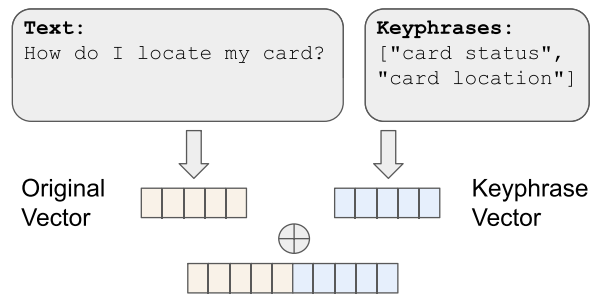 Text:
How do I locate my card?
Keyphrases:
["card status",
"card location"]
Original
Vector
Keyphrase
Vector